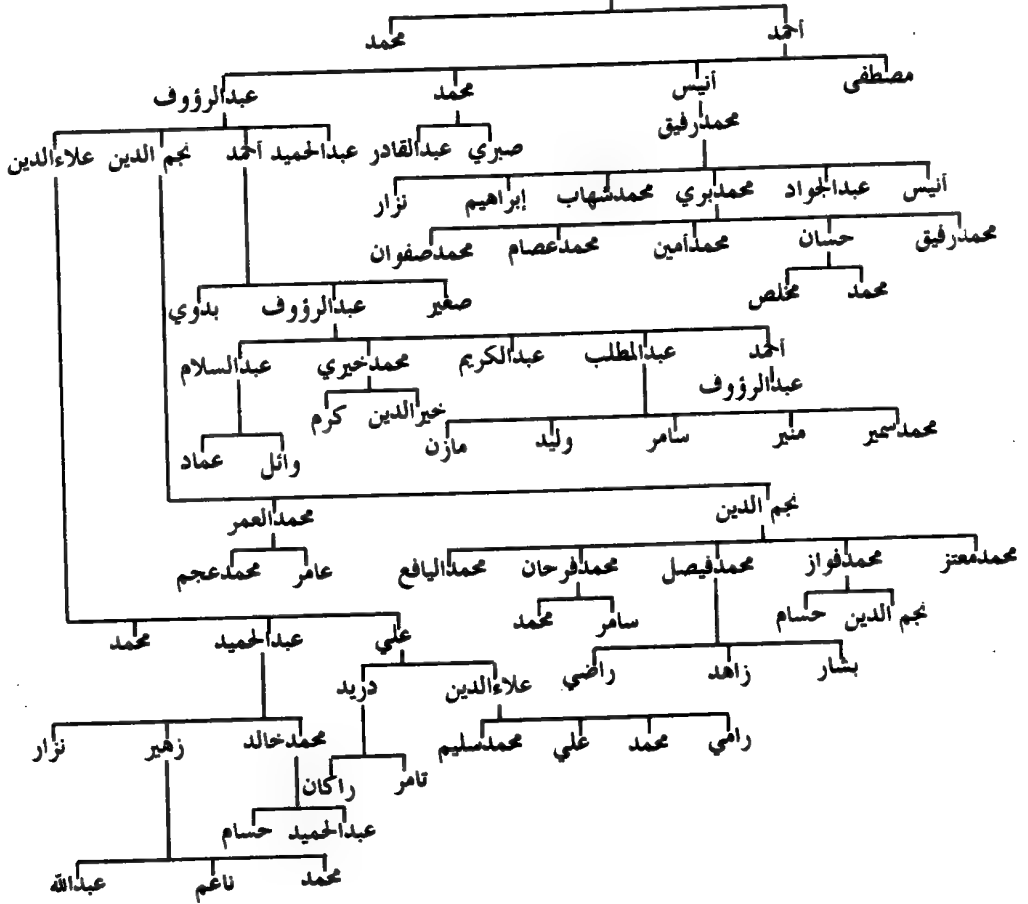 أحمد محمد
مصطفى أنيس محمد عبدالرؤوف
محمدرفيق
صبري عبدالقادر عبدالحميد أحمد نجم الدين علاءالدين
أنيس عبدالجواد محمدبري محمدشهاب إبراهيم نزار
محمدرفيق حسان محمدأمين محمدعصام محمدصفوان
محمد مخلص
صغير عبدالرؤوف بدوي
أحمد عبدالمطلب عبدالكريم محمدخيري عبدالسلام
عبدالرؤوف
خيرالدين كرم
محمدسمير منير سامر وليد مازن
وائل عماد
نجم الدين محمدالعمر
محمدمعتز محمدفواز محمدفيصل محمدفرحان محمداليافع
عامر محمدعجم
نجم الدين حسام سامر محمد
علي عبدالحميد محمد
بشار زاهد راضي
علاءالدين دريد
رامي محمد علي محمدسليم
محمدخالد زهير نزار
تامر راكان
عبدالحميد حسام
محمد ناعم عبدالله